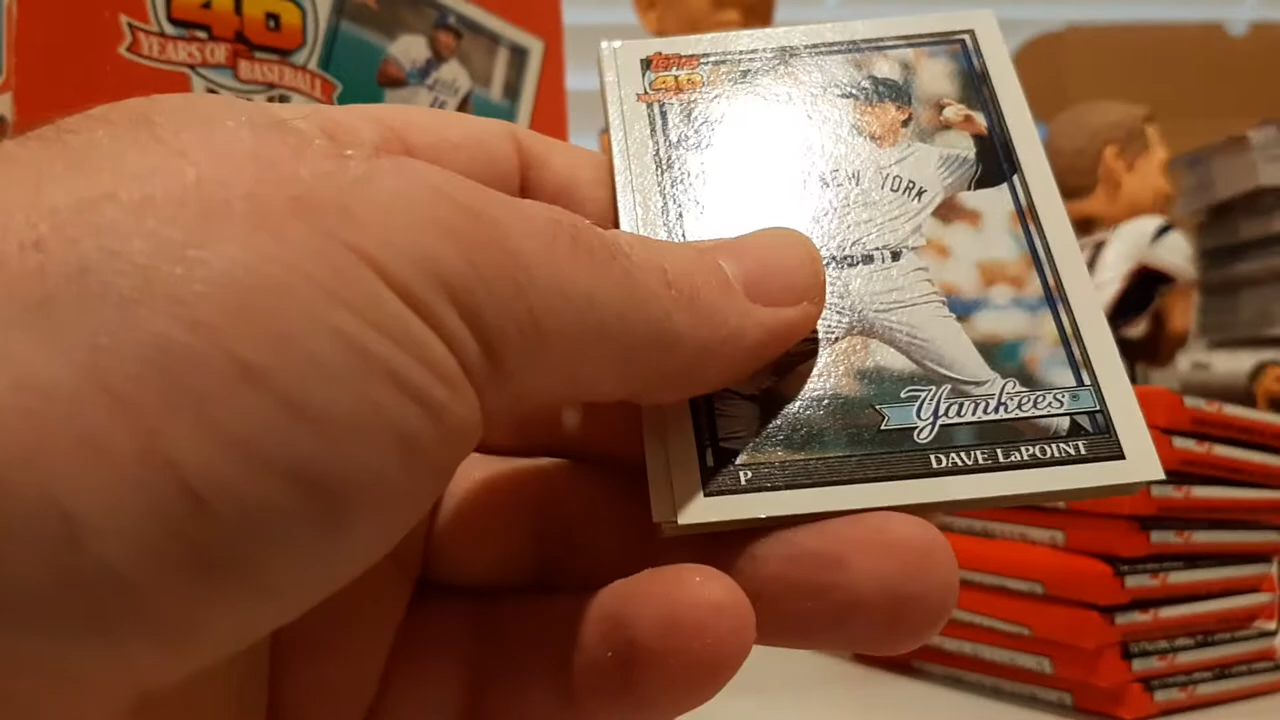 40
YEARS OF BASEBALL
TOPPS
40
NEW YORK
Yankees
DAVE LaPOINT
P